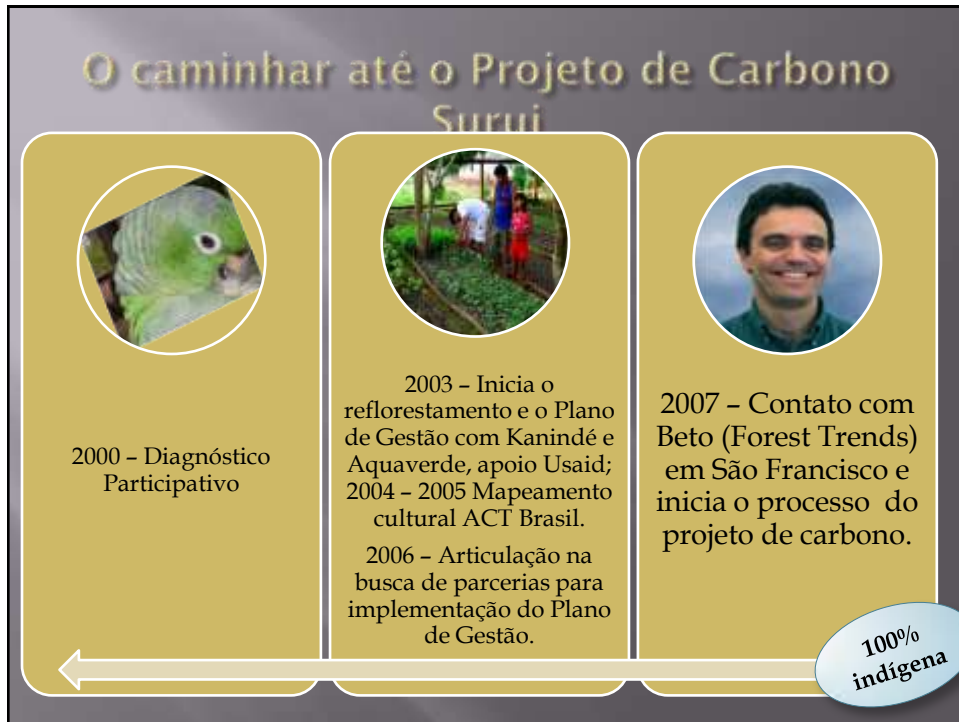 O caminhar até o Projeto de Carbono
Surui
2000 – Diagnóstico
Participativo
2003 – Inicia o
reflorestamento e o Plano
de Gestão com Kanindé e
Aquaverde, apoio Usaid;
2004 – 2005 Mapeamento
cultural ACT Brasil.
2006 – Articulação na
busca de parcerias para
implementação do Plano
de Gestão.
2007 – Contato com
Beto (Forest Trends)
em São Francisco e
inicia o processo do
projeto de carbono.
100%
indígena